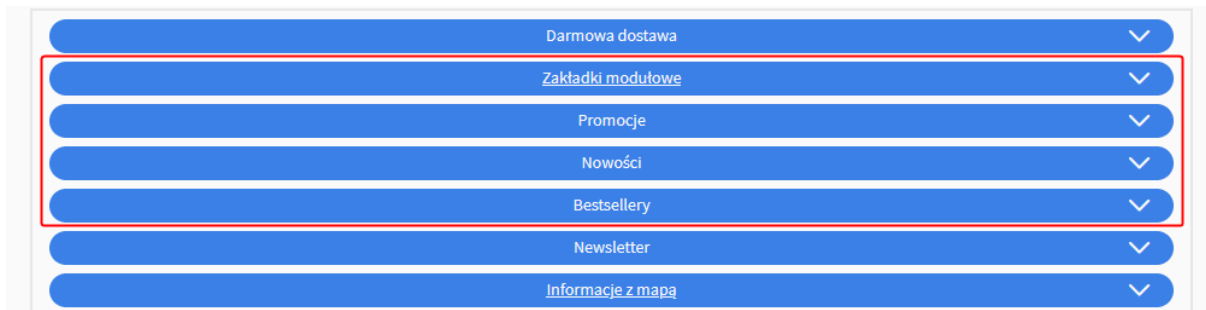 Darmowa dostawa
Zakładki modułowe
Promocje
Nowości
Bestsellery
Newsletter
Informacje z mapą